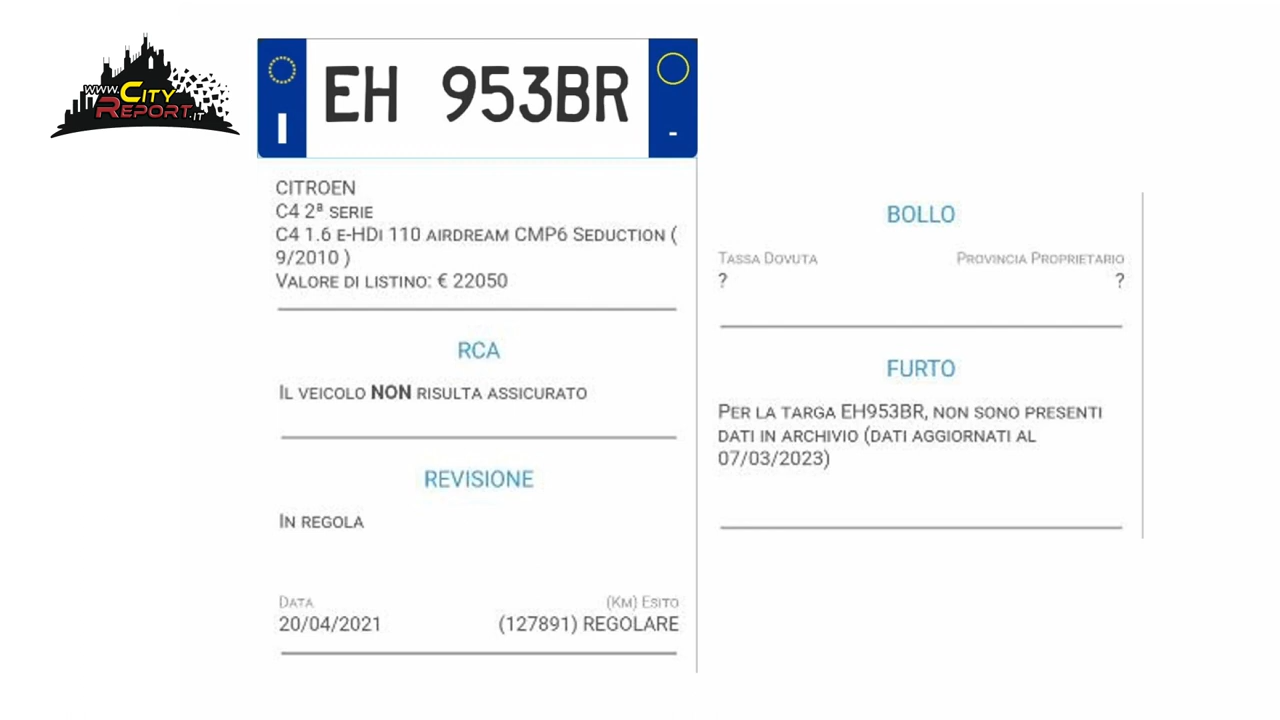 www.City
Report.it
I
EH 953BR
-
CITROEN
C4 2ª SERIE
C4 1.6 E-HDI 110 AIRDREAM CMP6 SEDUCTION (
9/2010 )
VALORE DI LISTINO: € 22050
RCA
IL VEICOLO NON RISULTA ASSICURATO
REVISIONE
IN REGOLA
DATA (KM) ESITO
20/04/2021 (127891) REGOLARE
BOLLO
TASSA DOVUTA PROVINCIA PROPRIETARIO
? ?
FURTO
PER LA TARGA EH953BR, NON SONO PRESENTI
DATI IN ARCHIVIO (DATI AGGIORNATI AL
07/03/2023)